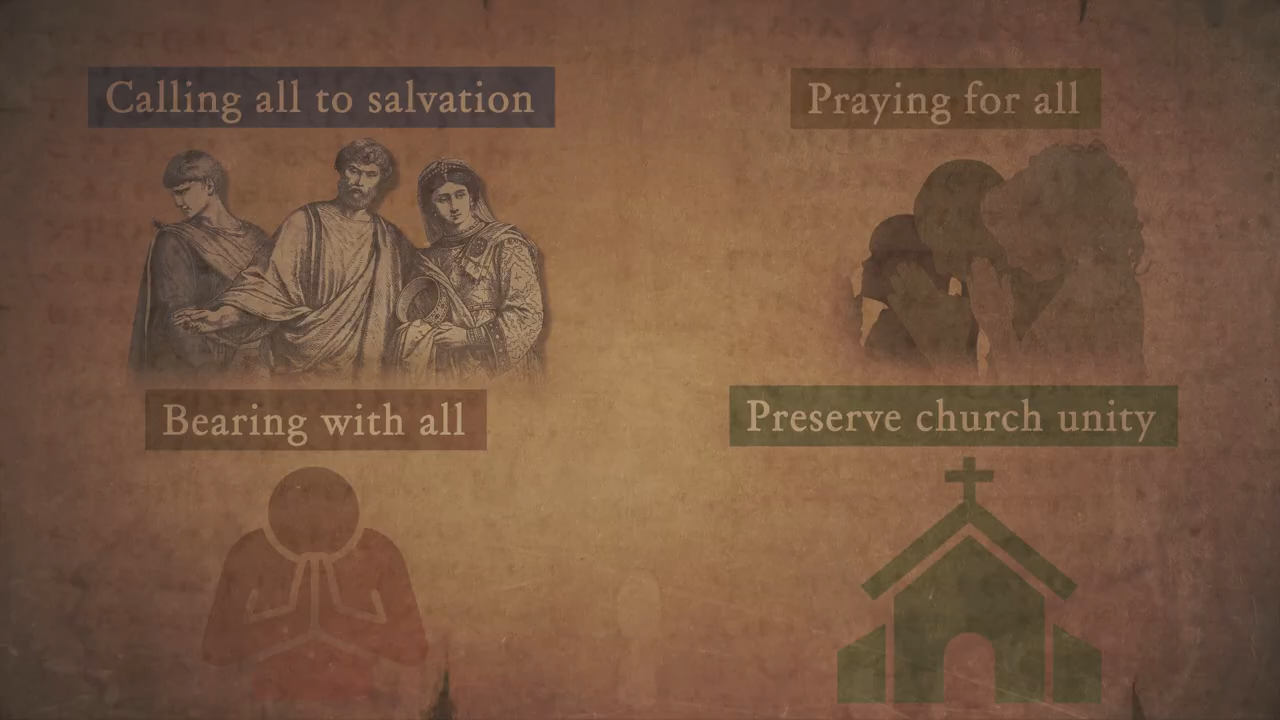 Calling all to salvation
Praying for all
Bearing with all
Preserve church unity